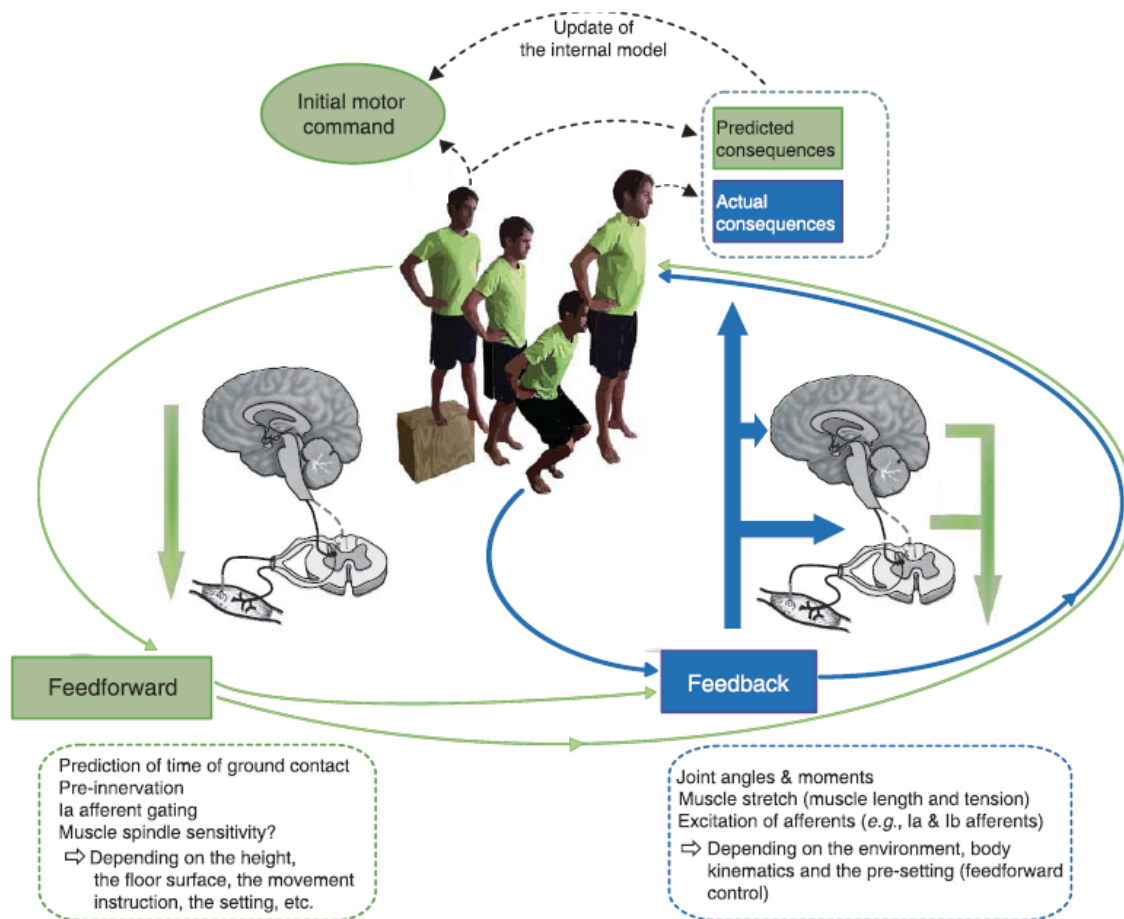 Update of
the internal model
Initial motor
command
Predicted
consequences
Actual
consequences
Feedforward
Feedback
Prediction of time of ground contact
Pre-innervation
Ia afferent gating
Muscle spindle sensitivity?
⇨ Depending on the height,
the floor surface, the movement
instruction, the setting, etc.
Joint angles & moments
Muscle stretch (muscle length and tension)
Excitation of afferents (e.g., Ia & Ib afferents)
⇨ Depending on the environment, body
kinematics and the pre-setting (feedforward
control)